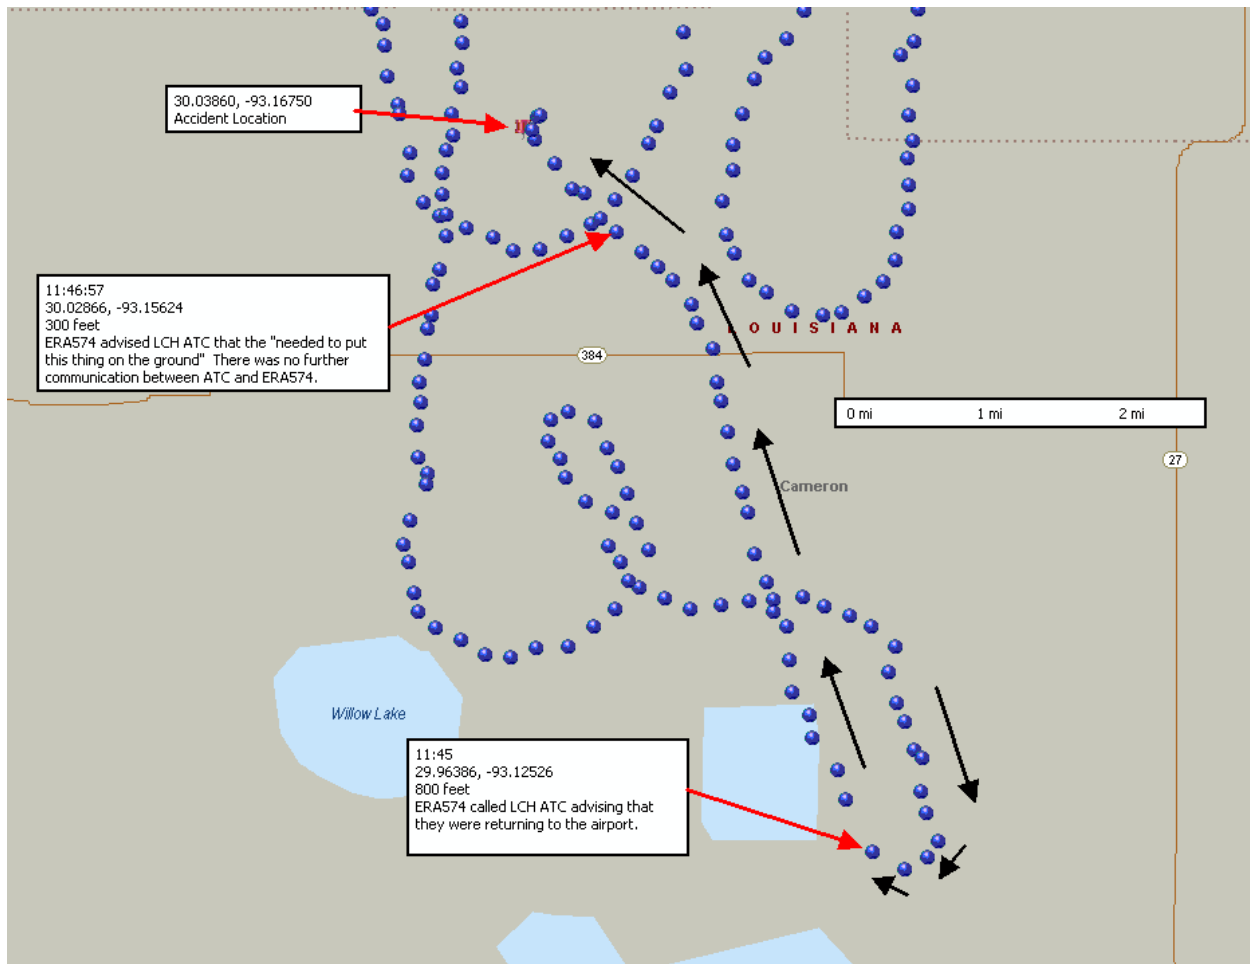 30.03860, -93.16750
Accident Location
11:46:57
30.02866, -93.15624
300 feet
ERA574 advised LCH ATC that the "needed to put
this thing on the ground"  There was no further
communication between ATC and ERA574.
LOUISIANA
384
0 mi
1 mi
2 mi
27
Cameron
Willow Lake
11:45
29.96386, -93.12526
800 feet
ERA574 called LCH ATC advising that
they were returning to the airport.